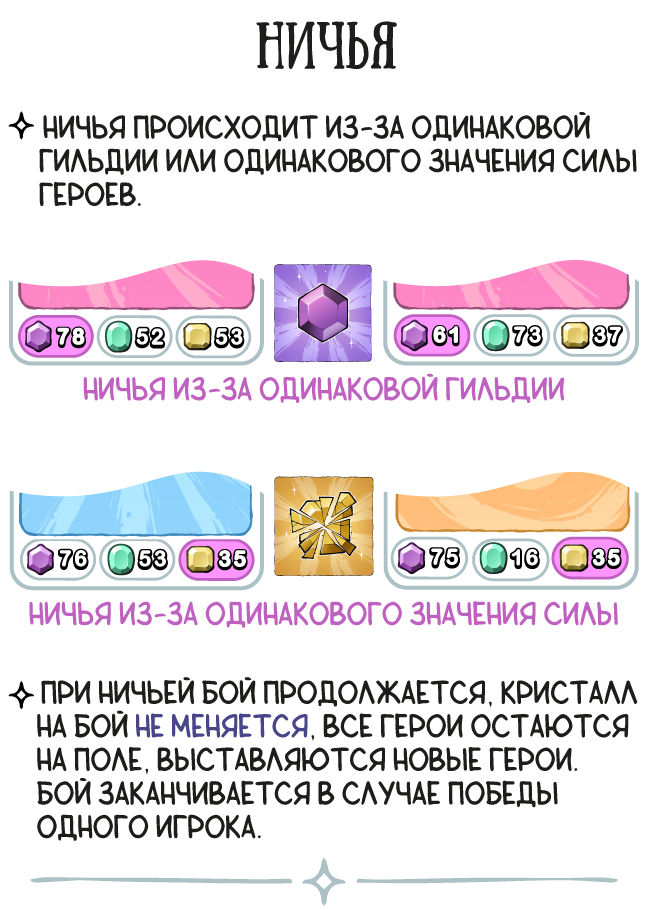 НИЧЬЯ
НИЧЬЯ ПРОИСХОДИТ ИЗ-ЗА ОДИНАКОВОЙ
ГИЛЬДИИ ИЛИ ОДИНАКОВОГО ЗНАЧЕНИЯ СИЛЫ
ГЕРОЕВ.
78 52 53 61 73 37
НИЧЬЯ ИЗ-ЗА ОДИНАКОВОЙ ГИЛЬДИИ
76 53 35 75 16 35
НИЧЬЯ ИЗ-ЗА ОДИНАКОВОГО ЗНАЧЕНИЯ СИЛЫ
ПРИ НИЧЬЕЙ БОЙ ПРОДОЛЖАЕТСЯ, КРИСТАЛЛ
НА БОЙ НЕ МЕНЯЕТСЯ, ВСЕ ГЕРОИ ОСТАЮТСЯ
НА ПОЛЕ, ВЫСТАВЛЯЮТСЯ НОВЫЕ ГЕРОИ.
БОЙ ЗАКАНЧИВАЕТСЯ В СЛУЧАЕ ПОБЕДЫ
ОДНОГО ИГРОКА.